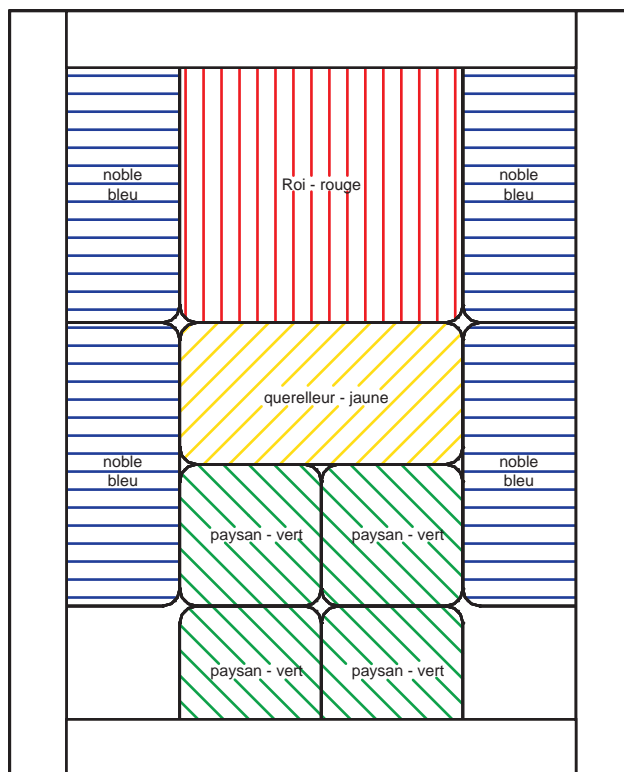 noble
bleu
Roi - rouge
noble
bleu
querelleur - jaune
noble
bleu
noble
bleu
paysan - vert
paysan - vert
paysan - vert
paysan - vert